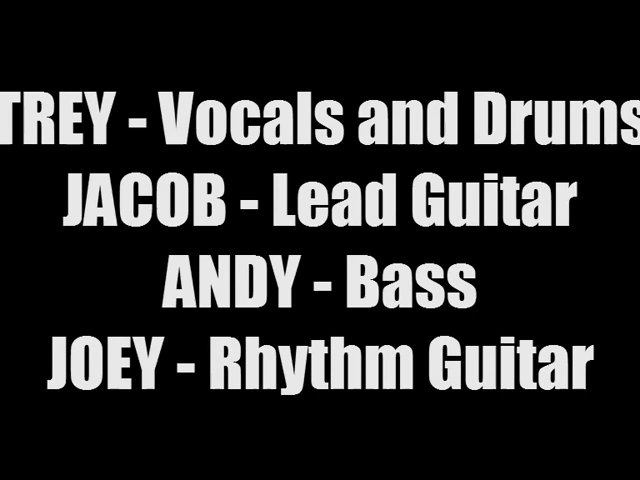 TREY - Vocals and Drums
JACOB - Lead Guitar
ANDY - Bass
JOEY - Rhythm Guitar